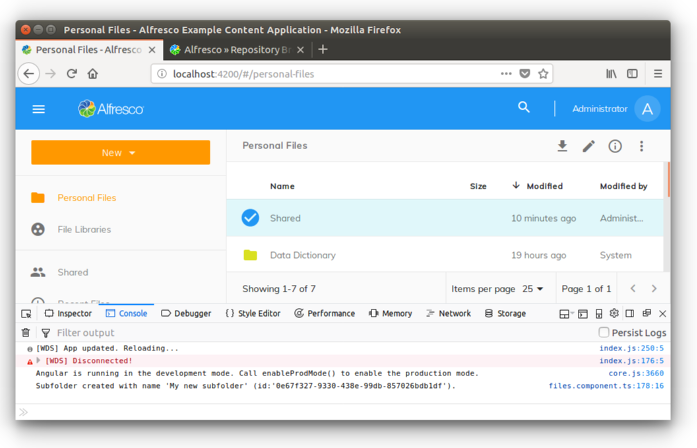 Personal Files - Alfresco Example Content Application - Mozilla Firefox
Personal Files - Alfresco
Alfresco » Repository Br
localhost:4200/#/personal-files
Alfresco
Administrator
A
New
Personal Files
Personal Files
File Libraries
Shared
Recent Files
Name
Size
Modified
Modified by
Shared
10 minutes ago
Administ...
Data Dictionary
19 hours ago
System
Showing 1-7 of 7
Items per page 25
Page 1 of 1
Inspector
Console
Debugger
{ } Style Editor
Performance
Memory
Network
Storage
Filter output
Persist Logs
[WDS] App updated. Reloading...
index.js:250:5
[WDS] Disconnected!
index.js:176:5
Angular is running in the development mode. Call enableProdMode() to enable the production mode.
core.js:3660
Subfolder created with name 'My new subfolder' (id:'0e67f327-9330-438e-99db-857026bdb1df').
files.component.ts:178:16